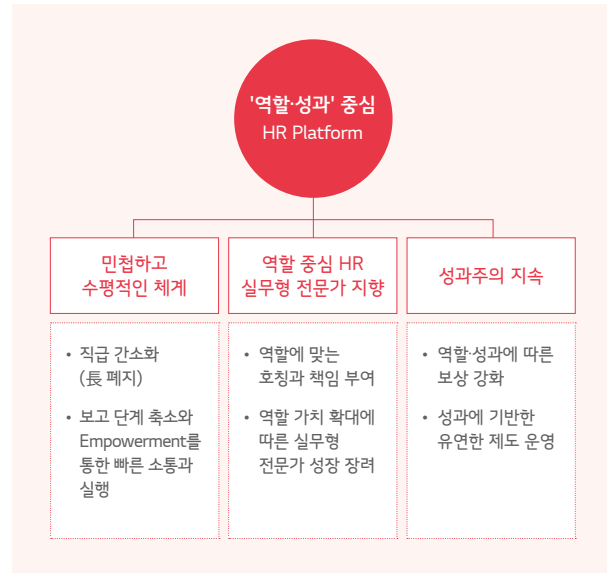 '역할·성과' 중심
HR Platform
민첩하고
수평적인 체계
• 직급 간소화
(長 폐지)
• 보고 단계 축소와
Empowerment를
통한 빠른 소통과
실행
역할 중심 HR
실무형 전문가 지향
• 역할에 맞는
호칭과 책임 부여
• 역할 가치 확대에
따른 실무형
전문가 성장 장려
성과주의 지속
• 역할·성과에 따른
보상 강화
• 성과에 기반한
유연한 제도 운영